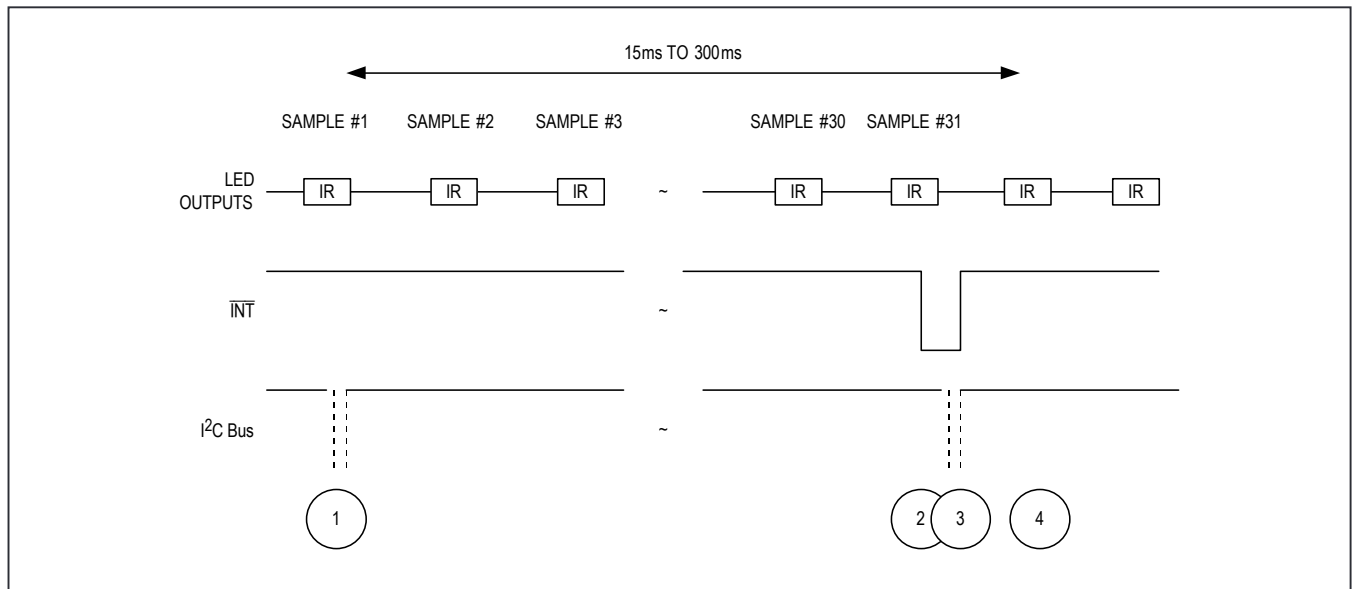 15ms TO 300ms
SAMPLE #1 SAMPLE #2 SAMPLE #3 SAMPLE #30 SAMPLE #31
LED
OUTPUTS
IR IR IR ~ IR IR IR IR
INT
~
I2C Bus
~
1 2 3 4